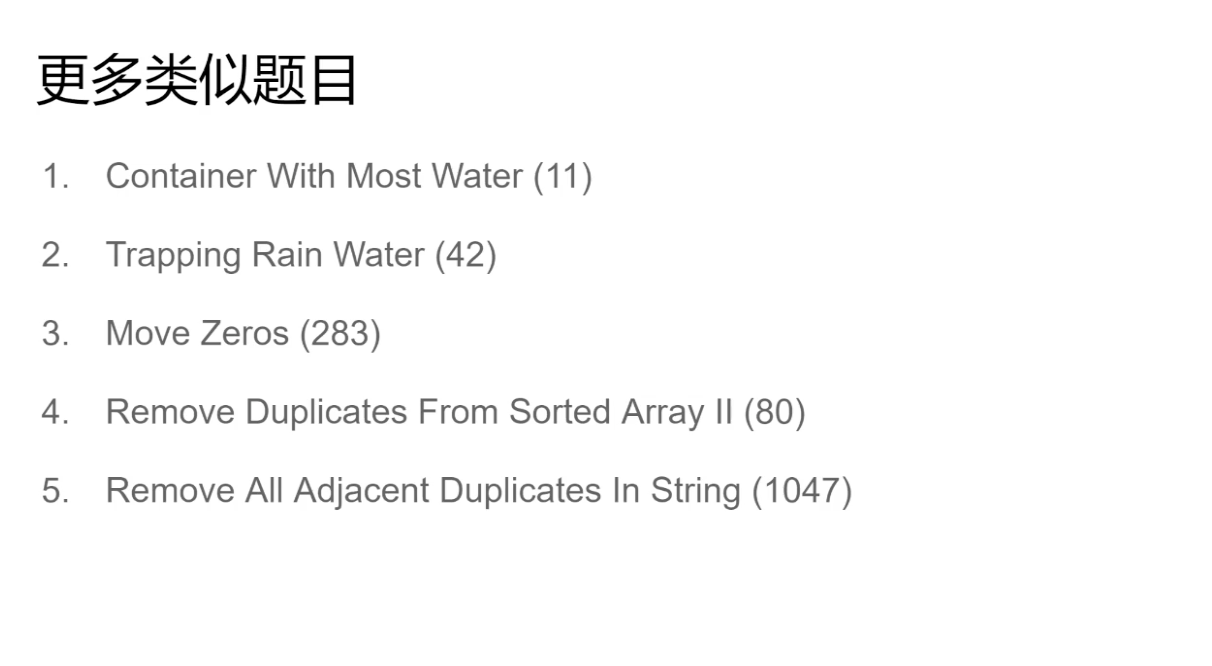 更多类似题目
1. Container With Most Water (11)
2. Trapping Rain Water (42)
3. Move Zeros (283)
4. Remove Duplicates From Sorted Array II (80)
5. Remove All Adjacent Duplicates In String (1047)